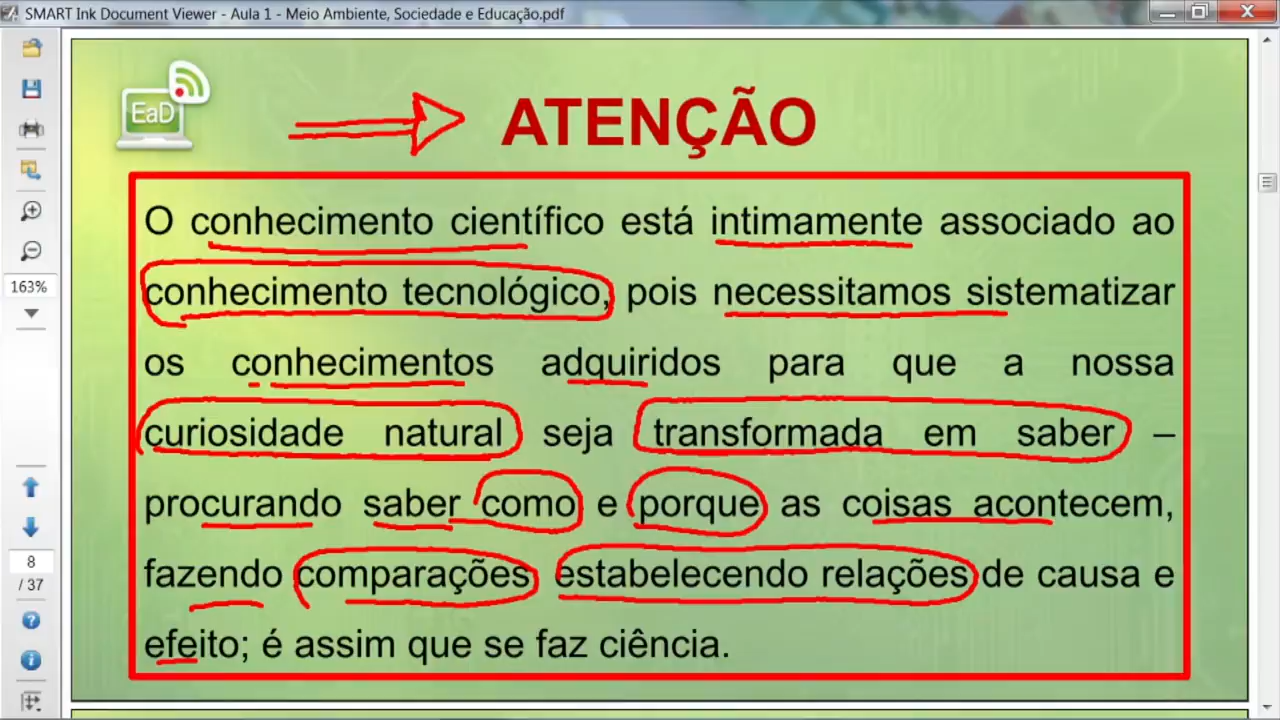 SMART Ink Document Viewer - Aula 1 - Meio Ambiente, Sociedade e Educação.pdf
EaD
ATENÇÃO
O conhecimento científico está intimamente associado ao
conhecimento tecnológico, pois necessitamos sistematizar
os conhecimentos adquiridos para que a nossa
curiosidade natural seja transformada em saber –
procurando saber como e porque as coisas acontecem,
fazendo comparações, estabelecendo relações de causa e
efeito; é assim que se faz ciência.
163%
8
/ 37